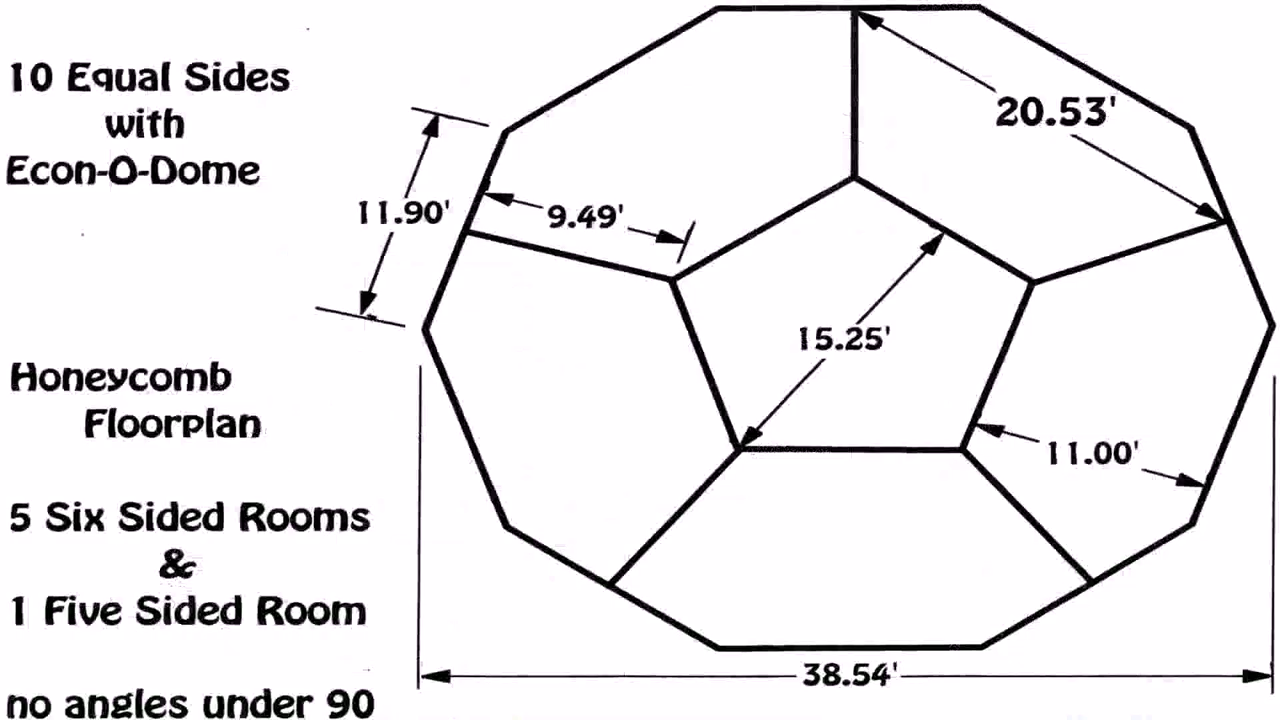 10 Equal Sides
with
Econ-O-Dome
20.53'
11.90'
9.49'
15.25'
Honeycomb
Floorplan
11.00'
5 Six Sided Rooms
&
1 Five Sided Room
38.54'
no angles under 90